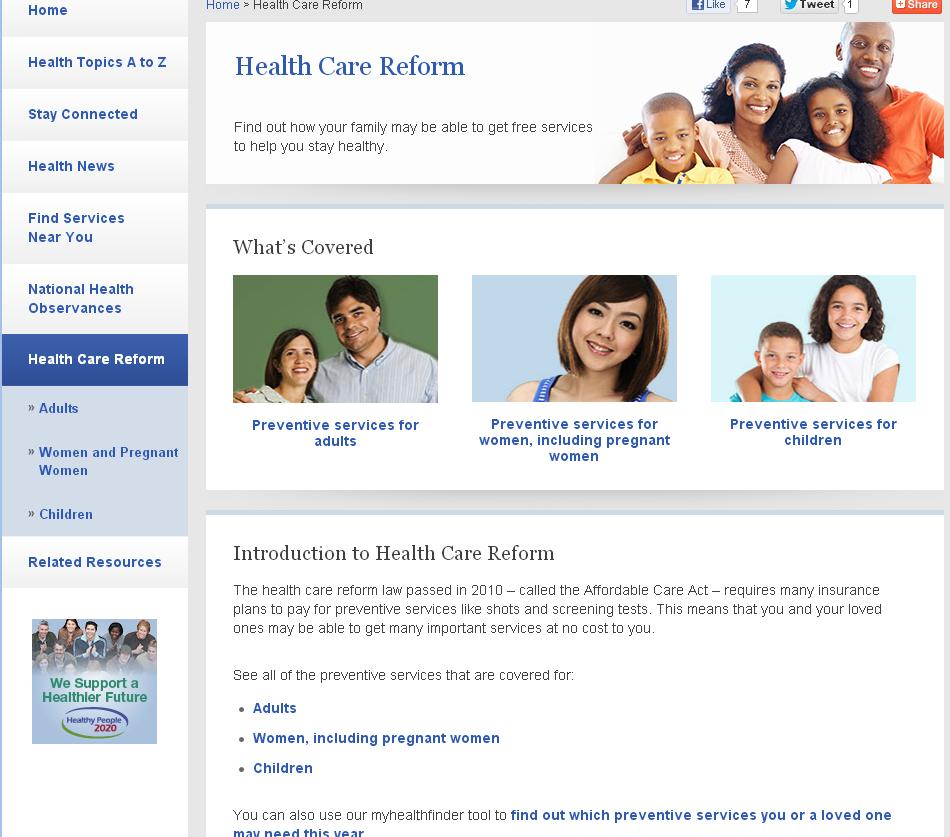 Home
Health Topics A to Z
Stay Connected
Health News
Find Services
Near You
National Health
Observances
Health Care Reform
» Adults
» Women and Pregnant
Women
» Children
Related Resources
We Support a
Healthier Future
Healthy People
2020
Home > Health Care Reform
Like
7
Tweet
1
Share
Health Care Reform
Find out how your family may be able to get free services
to help you stay healthy.
What's Covered
Preventive services for
adults
Preventive services for
women, including pregnant
women
Preventive services for
children
Introduction to Health Care Reform
The health care reform law passed in 2010 – called the Affordable Care Act – requires many insurance
plans to pay for preventive services like shots and screening tests. This means that you and your loved
ones may be able to get many important services at no cost to you.
See all of the preventive services that are covered for:
• Adults
• Women, including pregnant women
• Children
You can also use our myhealthfinder tool to find out which preventive services you or a loved one
may need this year